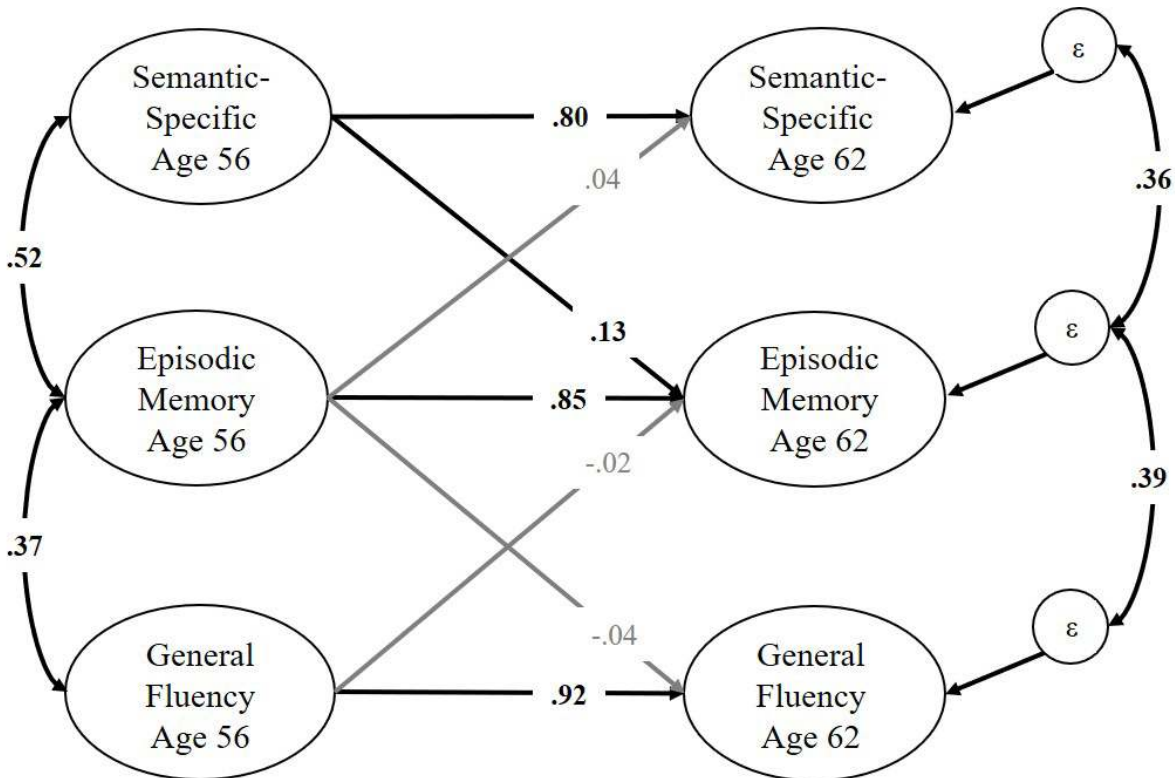 Semantic-
Specific
Age 56
Semantic-
Specific
Age 62
ε
.80
.04
.36
.52
.13
Episodic
Memory
Age 56
Episodic
Memory
Age 62
ε
.85
-.02
.39
.37
-.04
General
Fluency
Age 56
General
Fluency
Age 62
ε
.92